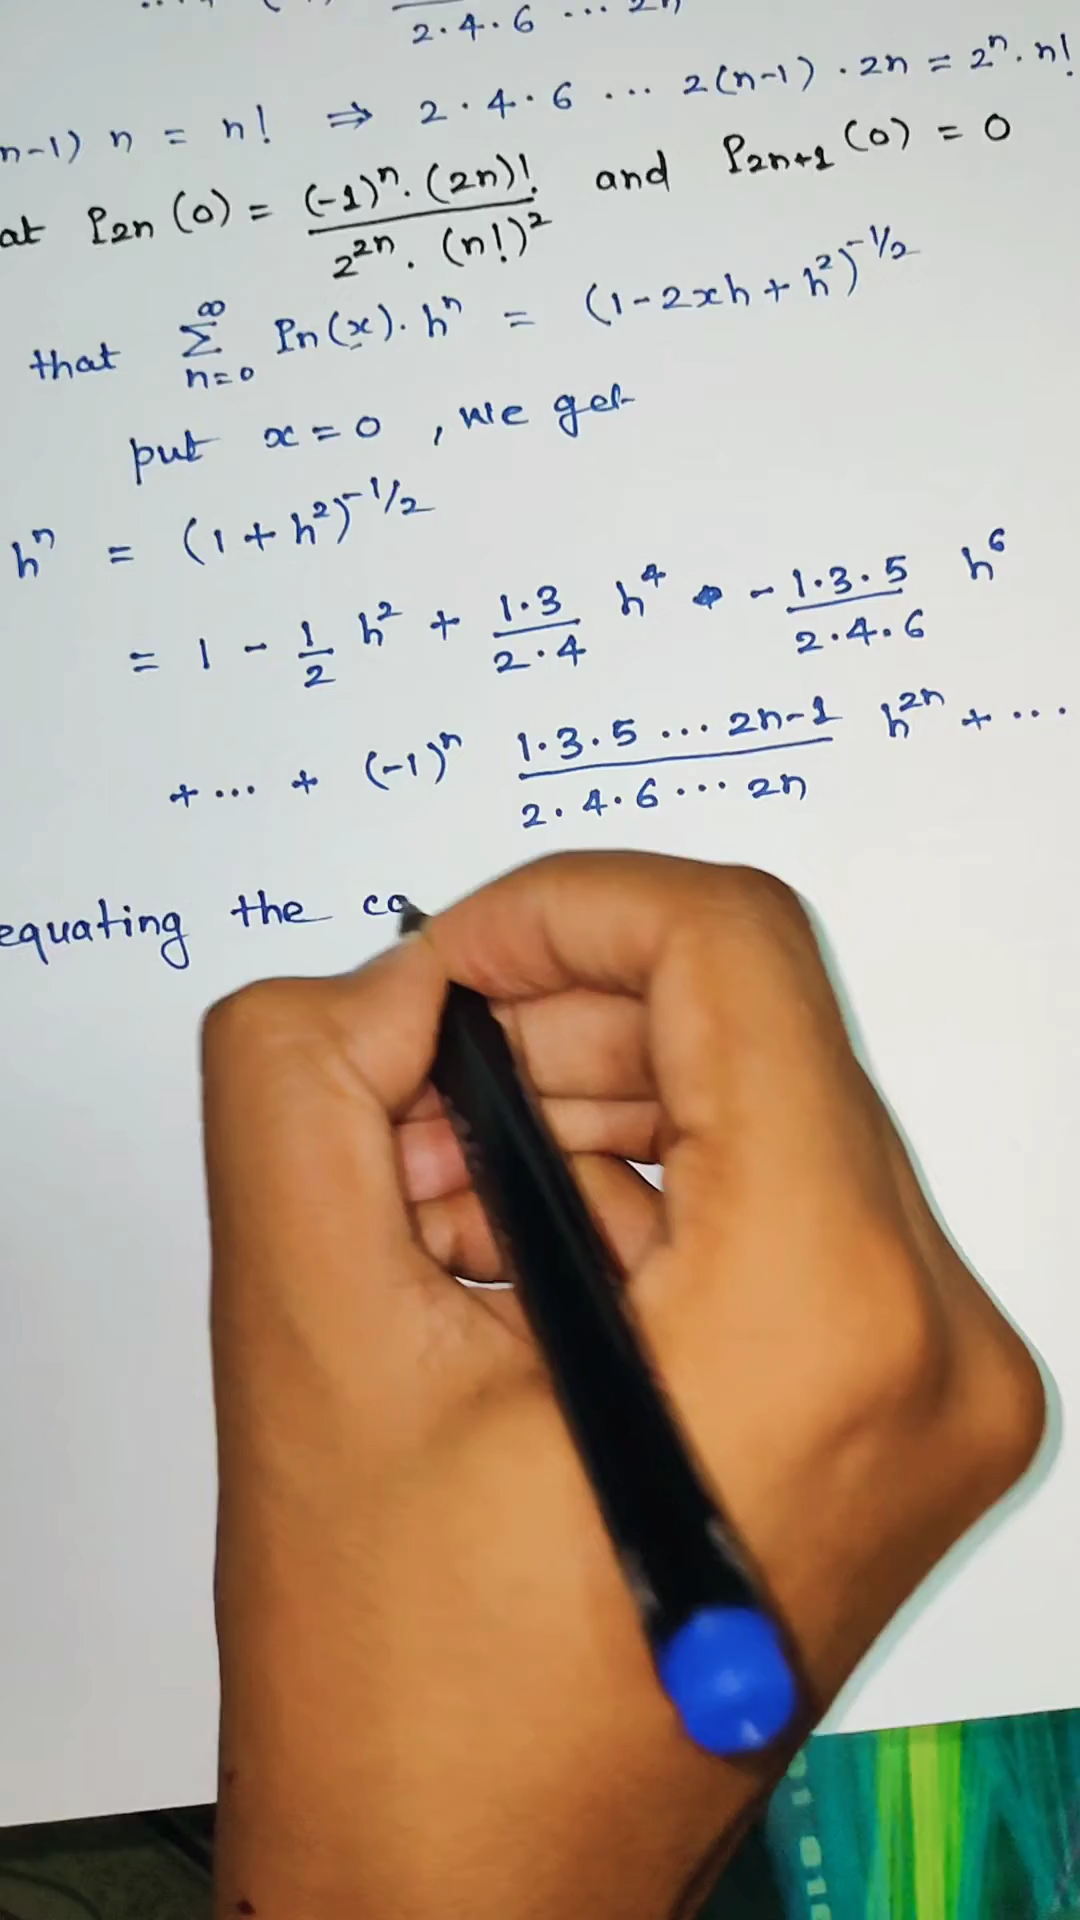 2·4·6 ... 2n
n-1) n = n! ⇒ 2·4·6 ... 2(n-1)·2n = 2ⁿ·n!
at P₂ₙ(0) = (-1)ⁿ·(2n)! / 2²ⁿ·(n!)² and P₂ₙ₊₁(0) = 0
that ∞Σn=0 Pn(x)·hⁿ = (1-2xh+h²)^-1/2
put x=0, we get
hⁿ = (1+h²)^-1/2
= 1 - 1/2 h² + 1·3/2·4 h⁴ - 1·3·5/2·4·6 h⁶
+ ... + (-1)ⁿ 1·3·5 ... 2n-1 / 2·4·6 ... 2n h²ⁿ + ...
equating the co